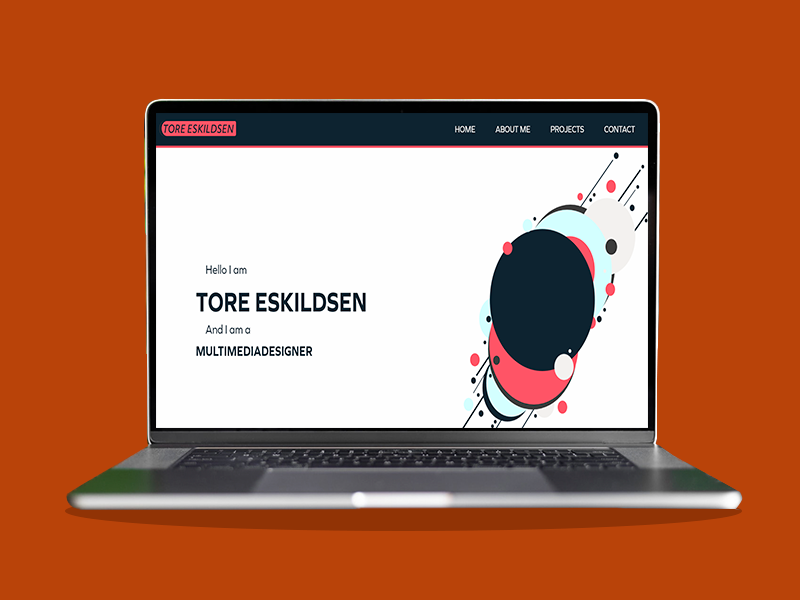 TORE ESKILDSEN
HOME ABOUT ME PROJECTS CONTACT
Hello I am
TORE ESKILDSEN
And I am a
MULTIMEDIADESIGNER